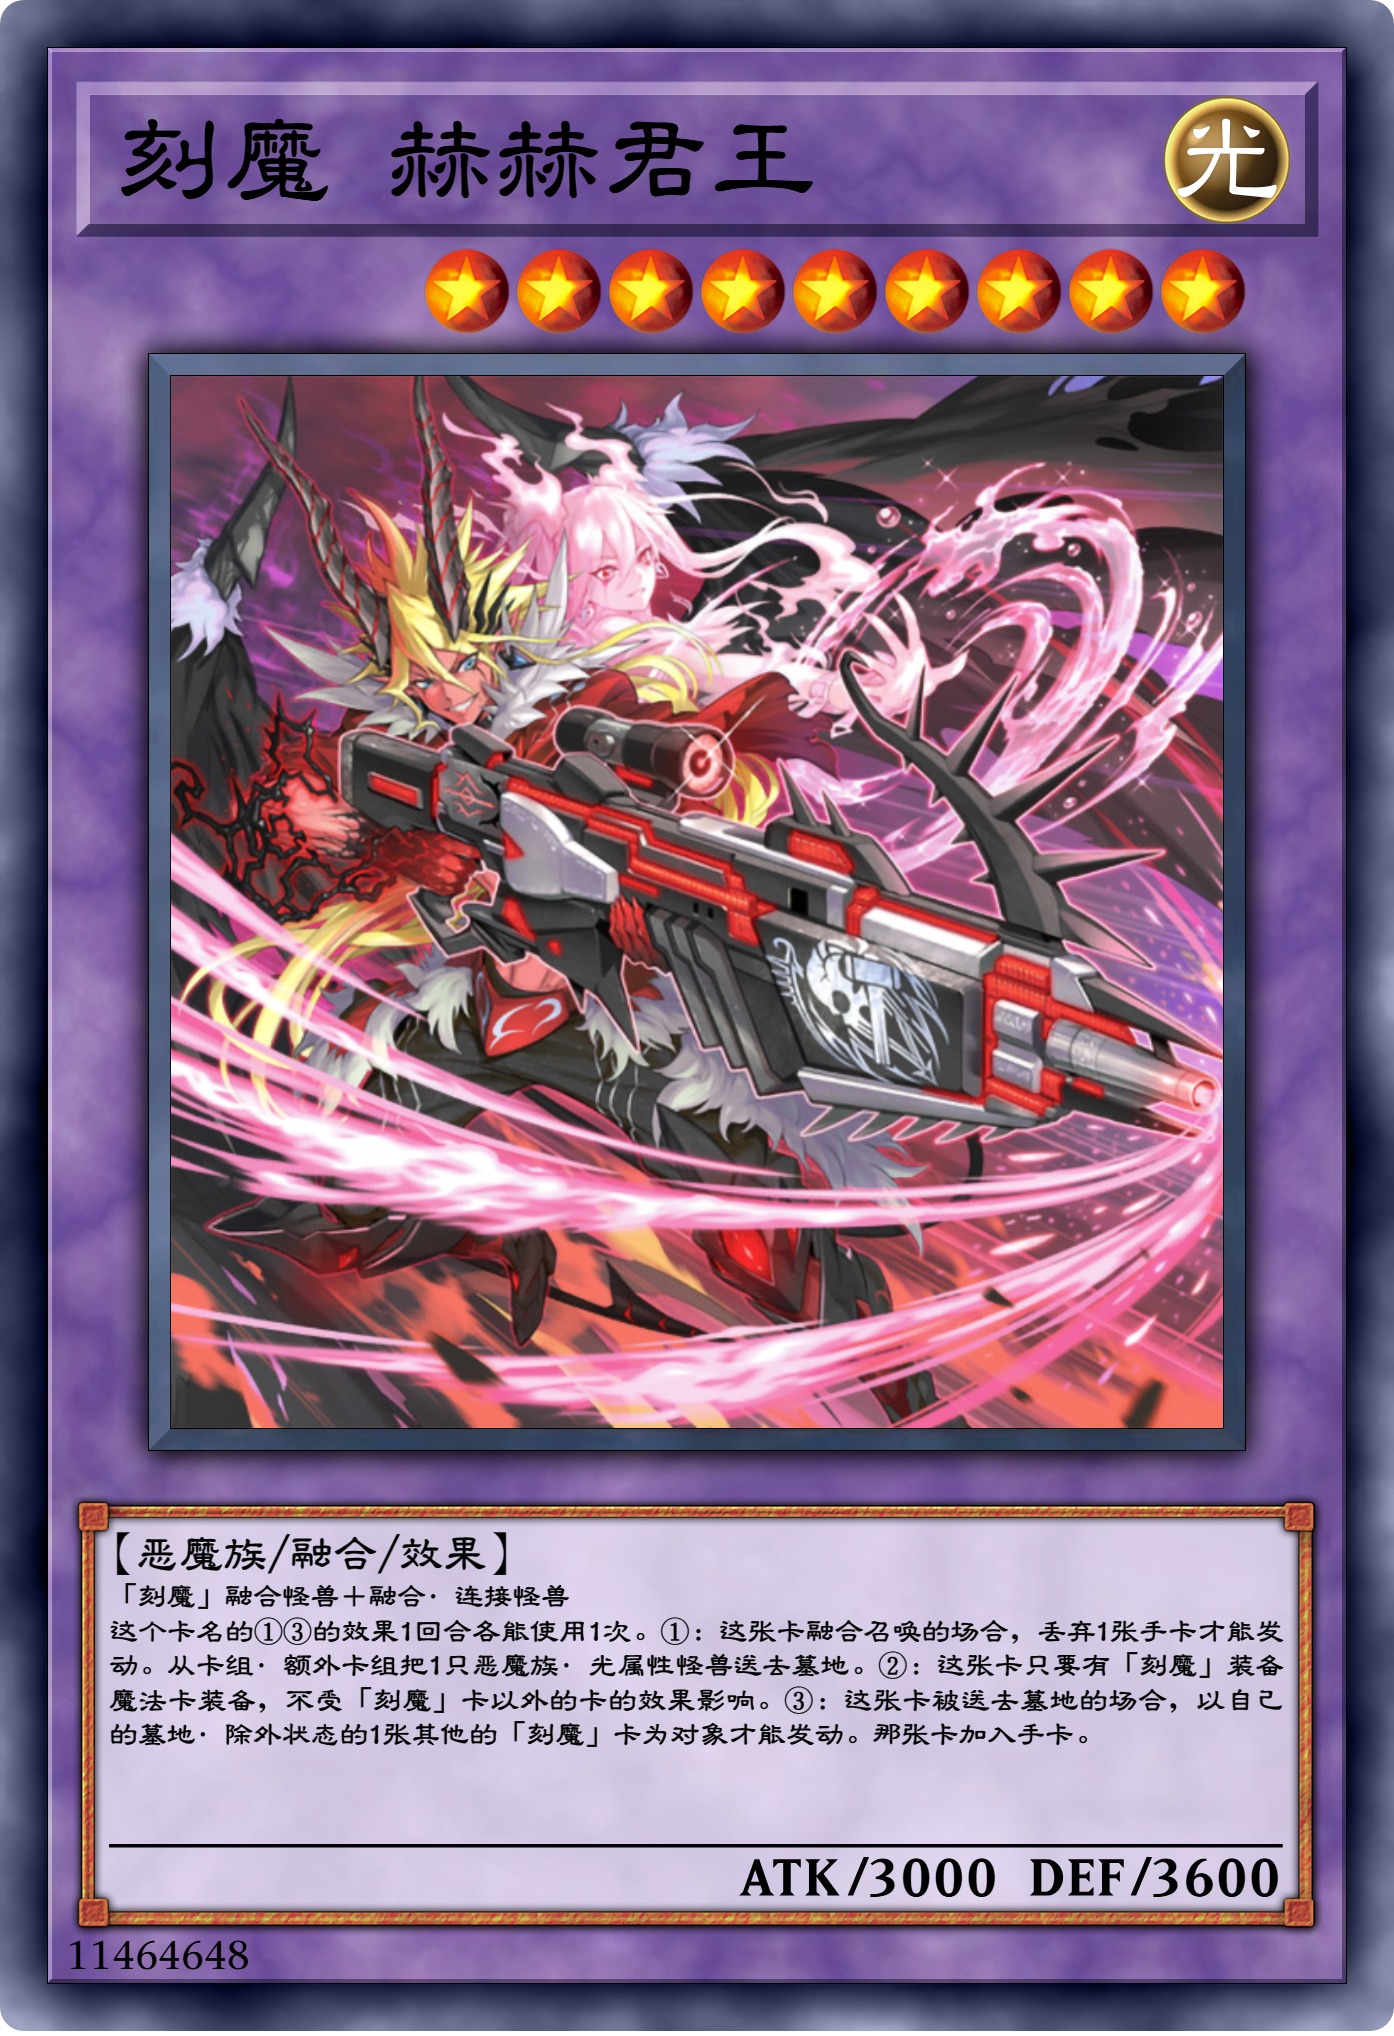 刻魔 赫赫君王
光
【恶魔族/融合/效果】
「刻魔」融合怪兽＋融合·连接怪兽
这个卡名的①③的效果1回合各能使用1次。①：这张卡融合召唤的场合，丢弃1张手卡才能发
动。从卡组·额外卡组把1只恶魔族·光属性怪兽送去墓地。②：这张卡只要有「刻魔」装备
魔法卡装备，不受「刻魔」卡以外的卡的效果影响。③：这张卡被送去墓地的场合，以自己
的墓地·除外状态的1张其他的「刻魔」卡为对象才能发动。那张卡加入手卡。
ATK/3000 DEF/3600
11464648